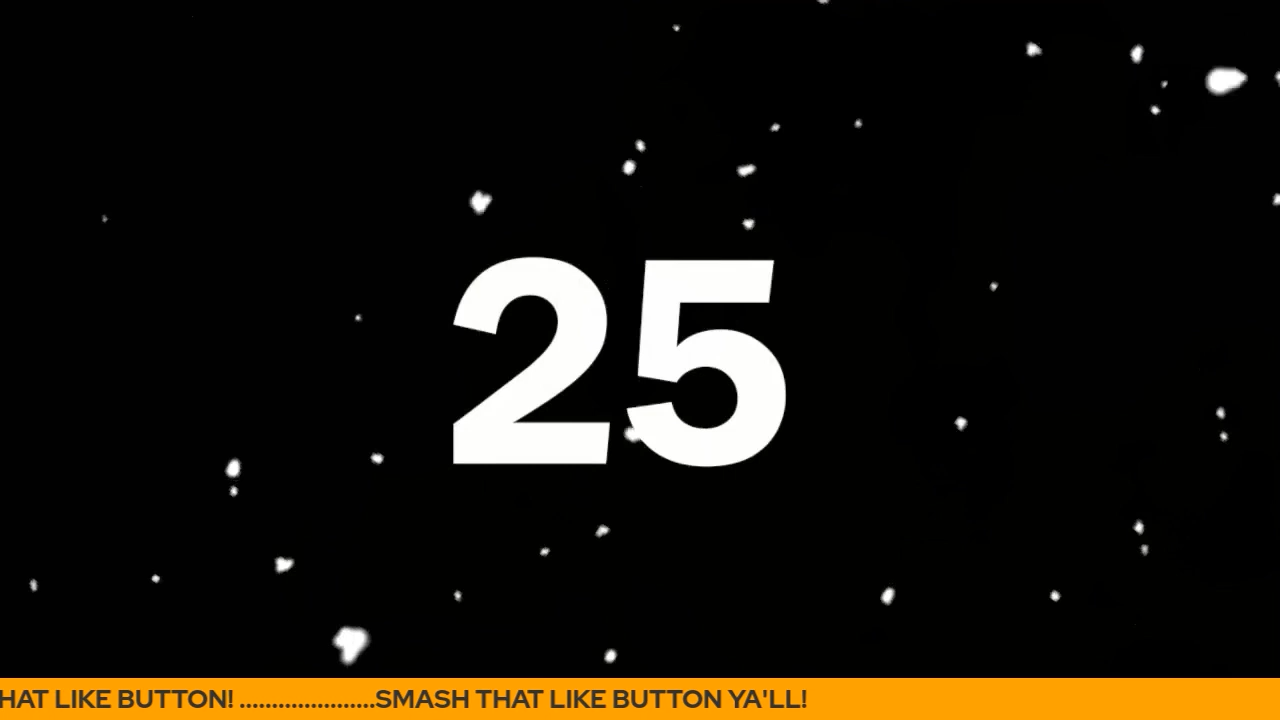 25
HAT LIKE BUTTON! .....................SMASH THAT LIKE BUTTON YA'LL!